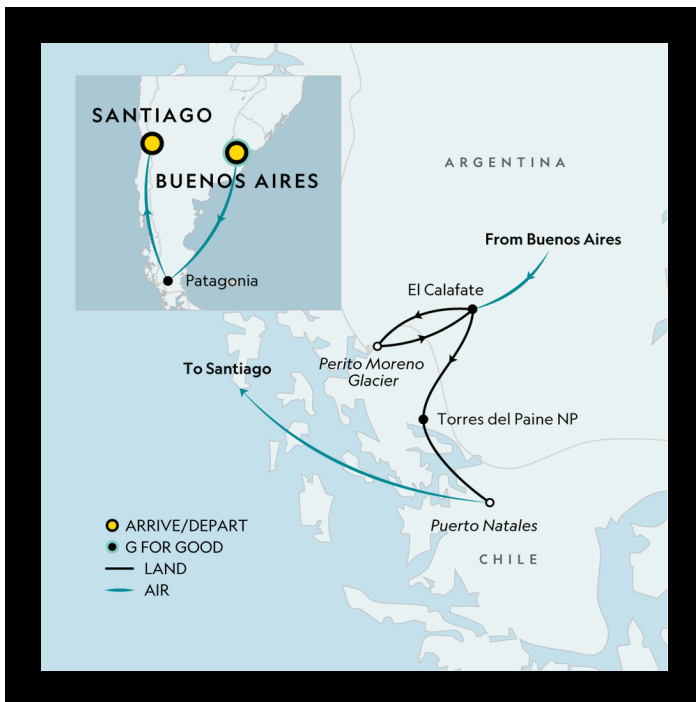 SANTIAGO
BUENOS AIRES
Patagonia
ARGENTINA
From Buenos Aires
El Calafate
Perito Moreno
Glacier
To Santiago
Torres del Paine NP
Puerto Natales
CHILE
ARRIVE/DEPART
G FOR GOOD
LAND
AIR